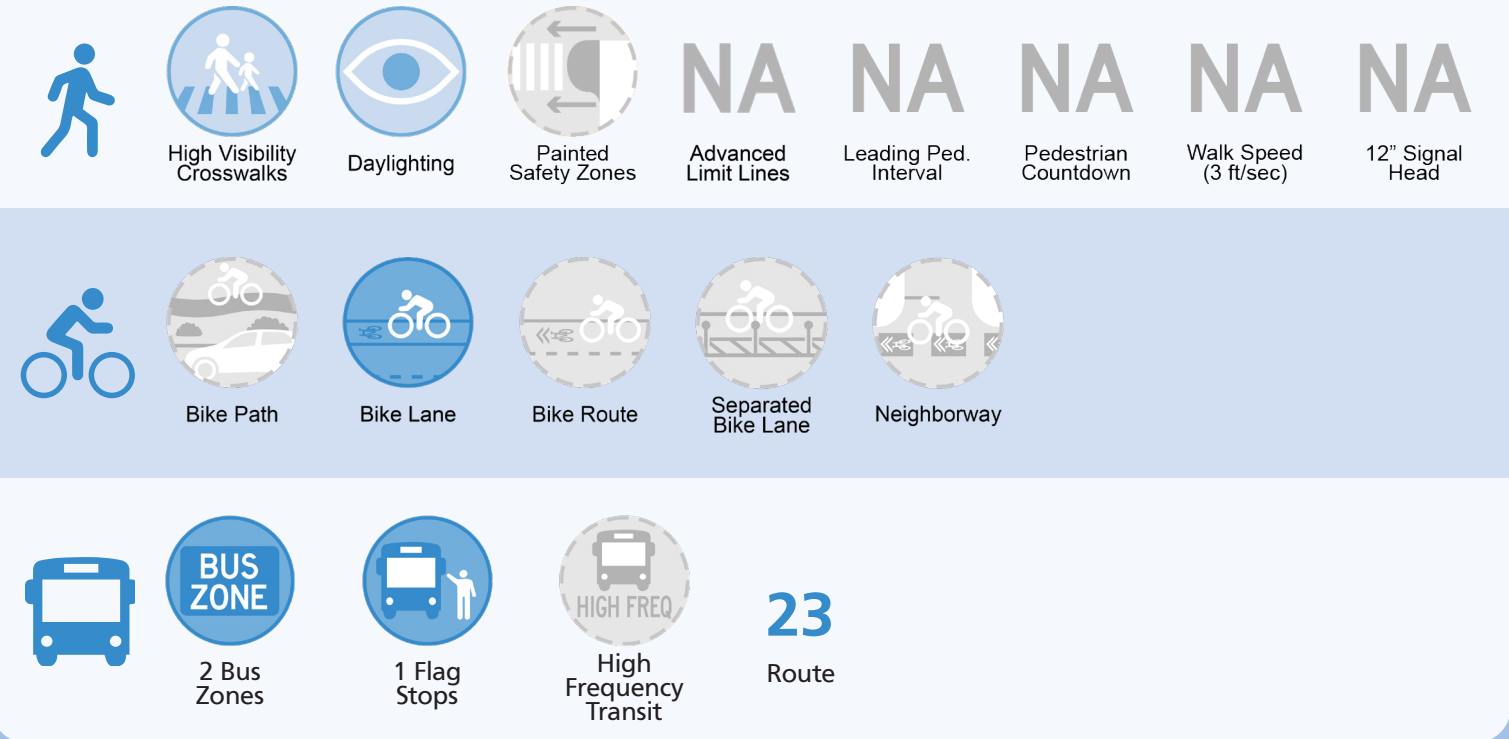 NA NA NA NA NA
High Visibility
Crosswalks
Daylighting
Painted
Safety Zones
Advanced
Limit Lines
Leading Ped.
Interval
Pedestrian
Countdown
Walk Speed
(3 ft/sec)
12” Signal
Head
Bike Path
Bike Lane
Bike Route
Separated
Bike Lane
Neighborway
BUS
ZONE
2 Bus
Zones
1 Flag
Stops
HIGH FREQ
High
Frequency
Transit
23
Route